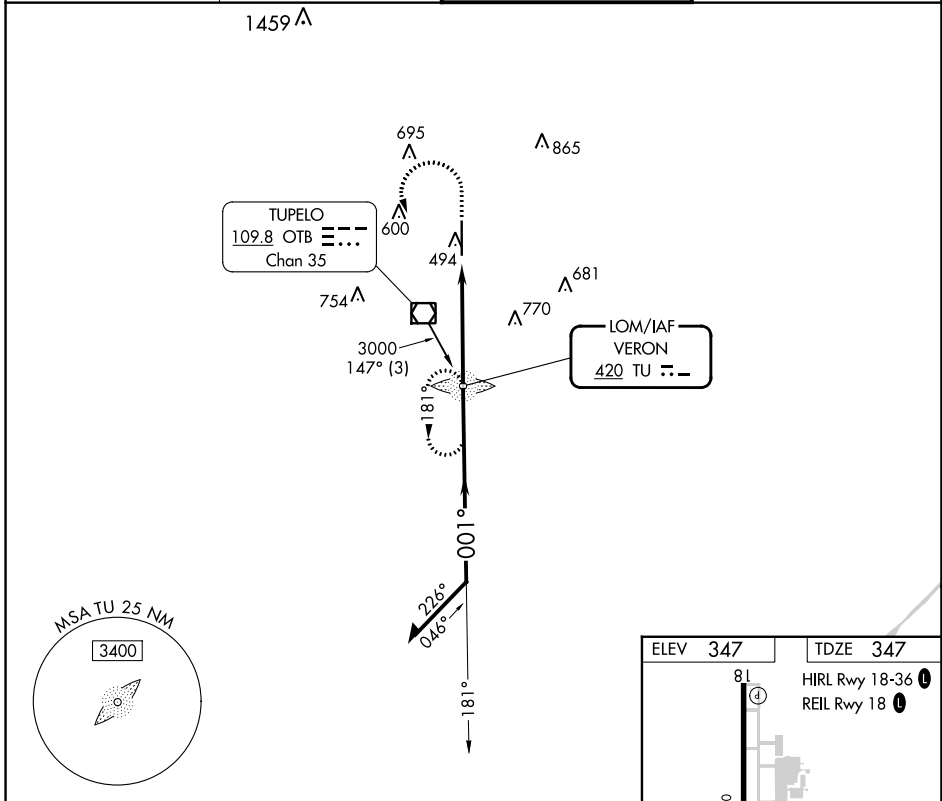 1459
695
865
TUPELO
109.8 OTB
Chan 35
600
494
754
681
770
LOM/IAF
VERON
420 TU
3000
147° (3)
181°
001°
226°
046°
181°
MSA TU 25 NM
3400
ELEV 347
TDZE 347
18
P
HIRL Rwy 18-36 L
REIL Rwy 18 L